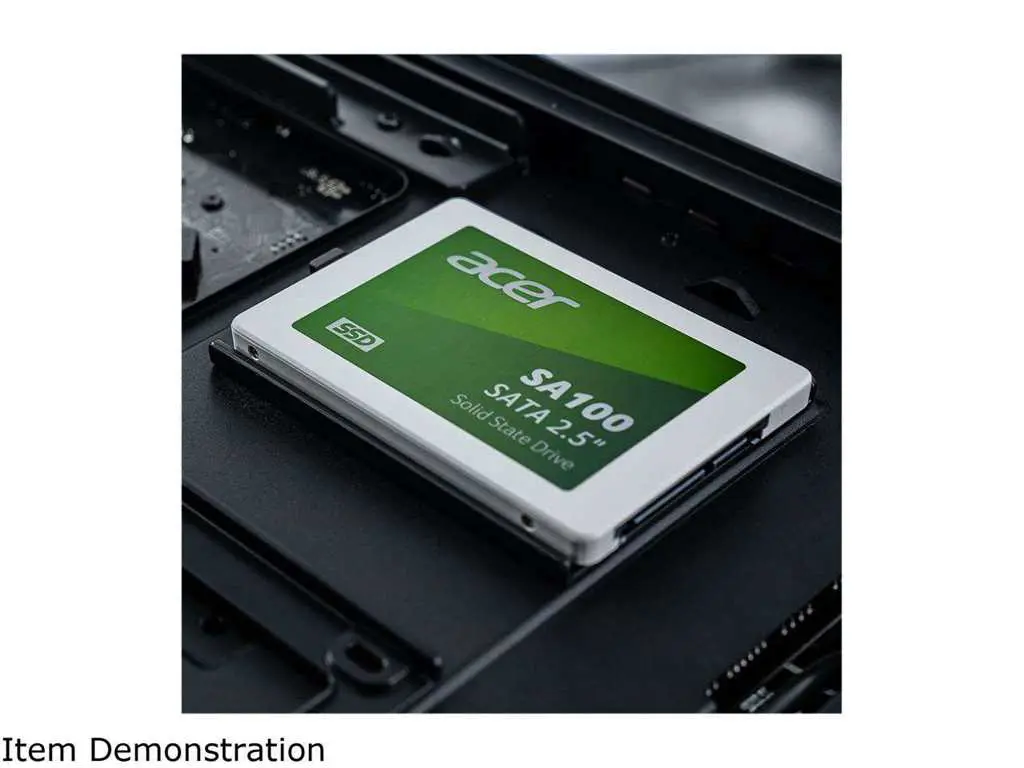 acer
SSD
SA100
SATA 2.5"
Solid State Drive
Item Demonstration